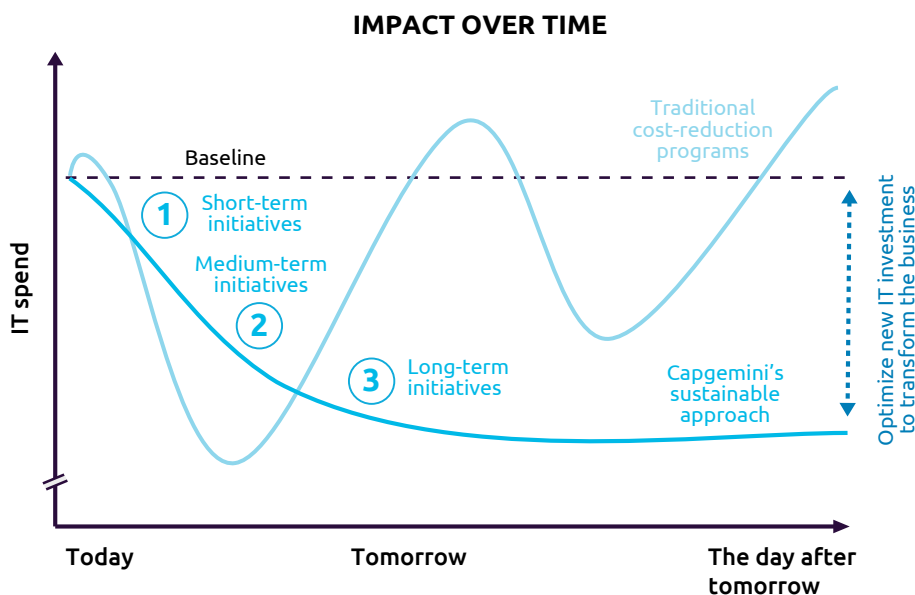 IMPACT OVER TIME
Traditional
cost-reduction
programs
Baseline
1
Short-term
initiatives
Medium-term
initiatives
2
3
Long-term
initiatives
Capgemini’s
sustainable
approach
IT spend
Optimize new IT investment
to transform the business
Today
Tomorrow
The day after
tomorrow